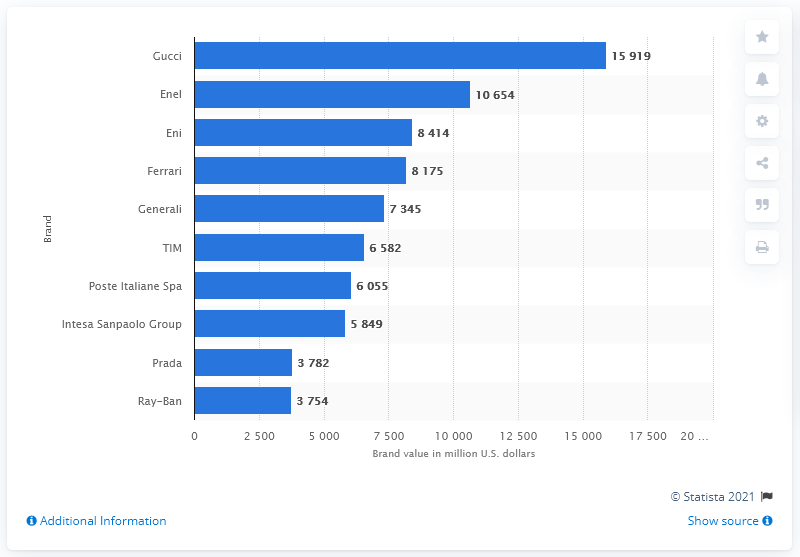 Gucci 15 919
Enel 10 654
Eni 8 414
Ferrari 8 175
Generali 7 345
TIM 6 582
Poste Italiane Spa 6 055
Intesa Sanpaolo Group 5 849
Prada 3 782
Ray-Ban 3 754
Brand
0 2 500 5 000 7 500 10 000 12 500 15 000 17 500 20 ...
Brand value in million U.S. dollars
© Statista 2021
Additional Information Show source